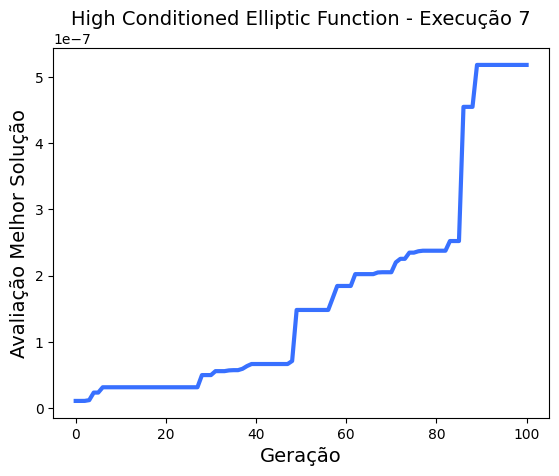 High Conditioned Elliptic Function - Execução 7
1e−7
5
4
3
2
1
0
Avaliação Melhor Solução
0 20 40 60 80 100
Geração